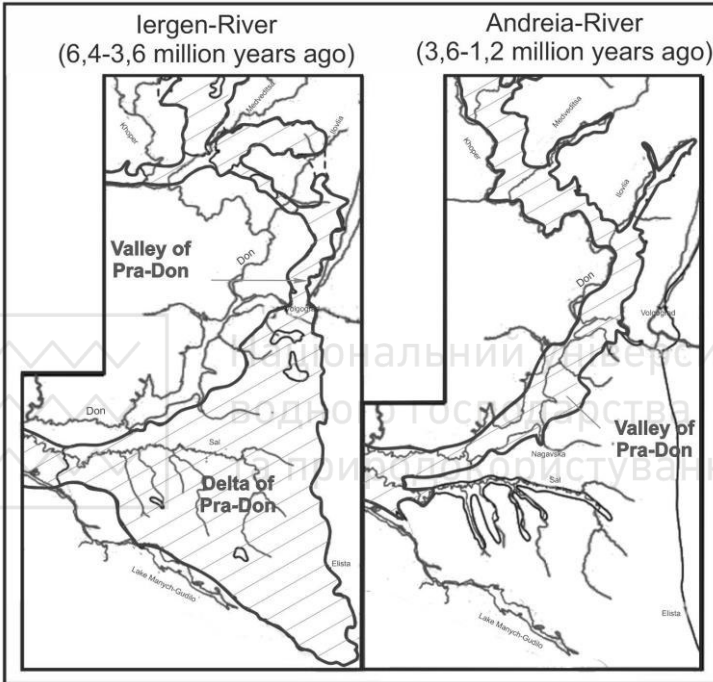 Iergen-River
(6,4-3,6 million years ago)
Khoper
Medveditsa
Ilovlia
Valley of
Pra-Don
Don
Volgograd
Don
Sal
Delta of
Pra-Don
Elista
Lake Manych-Gudilo
Andreia-River
(3,6-1,2 million years ago)
Khoper
Medveditsa
Ilovlia
Don
Volgograd
Valley of
Pra-Don
Nagavska
Sal
Elista
Lake Manych-Gudilo
Національний універс
водного господарства
та природокористуван